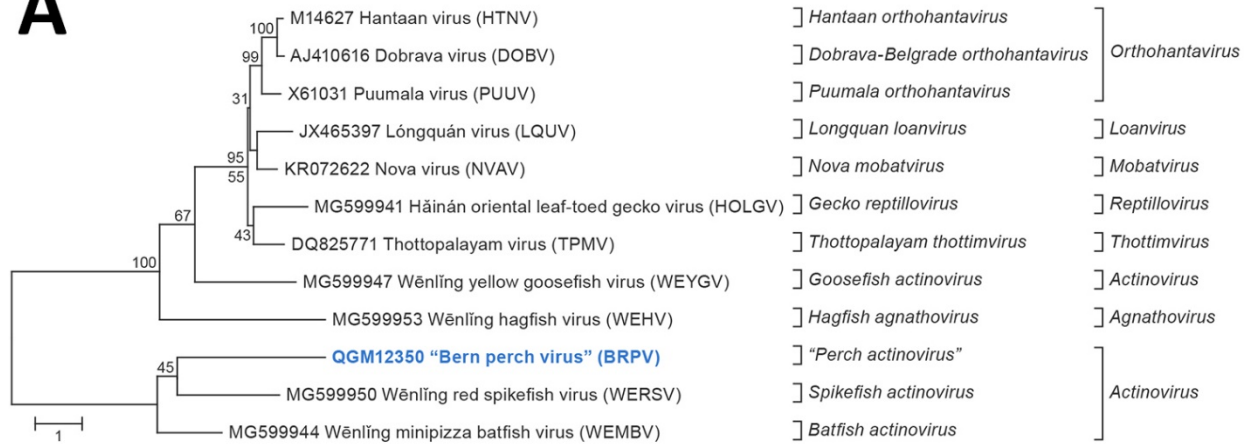 A
M14627 Hantaan virus (HTNV) Hantaan orthohantavirus
100
AJ410616 Dobrava virus (DOBV) Dobrava-Belgrade orthohantavirus Orthohantavirus
99
X61031 Puumala virus (PUUV) Puumala orthohantavirus
31
JX465397 Lóngquán virus (LQUV) Longquan loanvirus Loanvirus
95
KR072622 Nova virus (NVAV) Nova mobatvirus Mobatvirus
55
MG599941 Hǎinán oriental leaf-toed gecko virus (HOLGV) Gecko reptillovirus Reptillovirus
67
43
DQ825771 Thottopalayam virus (TPMV) Thottopalayam thottimvirus Thottimvirus
100
MG599947 Wēnlǐng yellow goosefish virus (WEYGV) Goosefish actinovirus Actinovirus
MG599953 Wēnlǐng hagfish virus (WEHV) Hagfish agnathovirus Agnathovirus
QGM12350 “Bern perch virus” (BRPV) “Perch actinovirus”
45
MG599950 Wēnlǐng red spikefish virus (WERSV) Spikefish actinovirus Actinovirus
MG599944 Wēnlǐng minipizza batfish virus (WEMBV) Batfish actinovirus
1